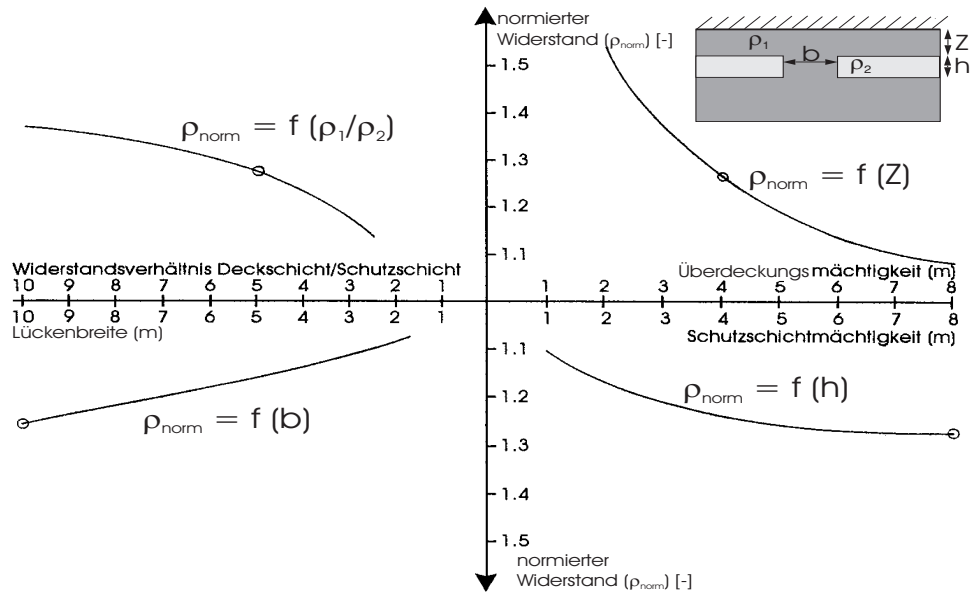 normierter
Widerstand (ρnorm) [-]
1.5
1.4
1.3
1.2
1.1
ρ1
b
ρ2
Z
h
ρnorm = f (ρ1/ρ2)
ρnorm = f (Z)
Widerstandsverhältnis Deckschicht/Schutzschicht
Überdeckungsmächtigkeit (m)
10 9 8 7 6 5 4 3 2 1
1 2 3 4 5 6 7 8
10 9 8 7 6 5 4 3 2 1
1 2 3 4 5 6 7 8
Lückenbreite (m)
Schutzschichtmächtigkeit (m)
ρnorm = f (b)
ρnorm = f (h)
1.1
1.2
1.3
1.4
1.5
normierter
Widerstand (ρnorm) [-]